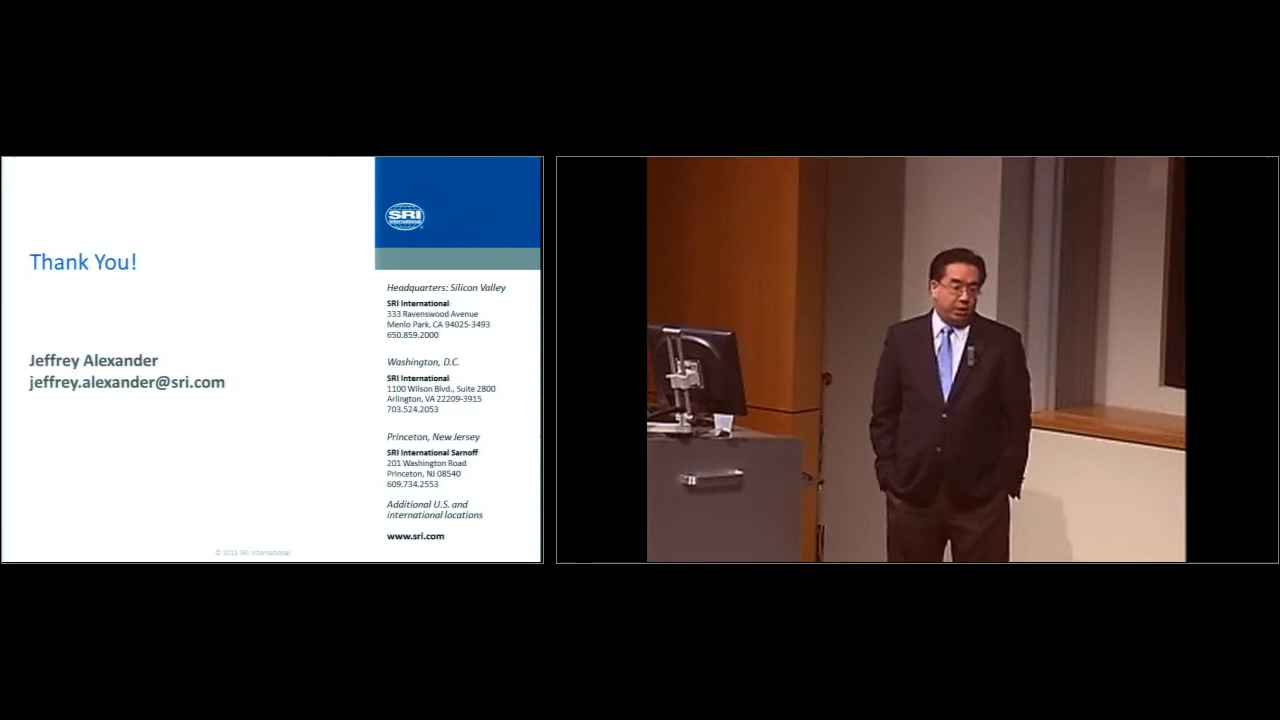 Thank You!
Jeffrey Alexander
jeffrey.alexander@sri.com
SRI
International
Headquarters: Silicon Valley
SRI International
333 Ravenswood Avenue
Menlo Park, CA 94025-3493
650.859.2000
Washington, D.C.
SRI International
1100 Wilson Blvd., Suite 2800
Arlington, VA 22209-3915
703.524.2053
Princeton, New Jersey
SRI International Sarnoff
201 Washington Road
Princeton, NJ 08540
609.734.2553
Additional U.S. and
international locations
www.sri.com
© 2013 SRI International